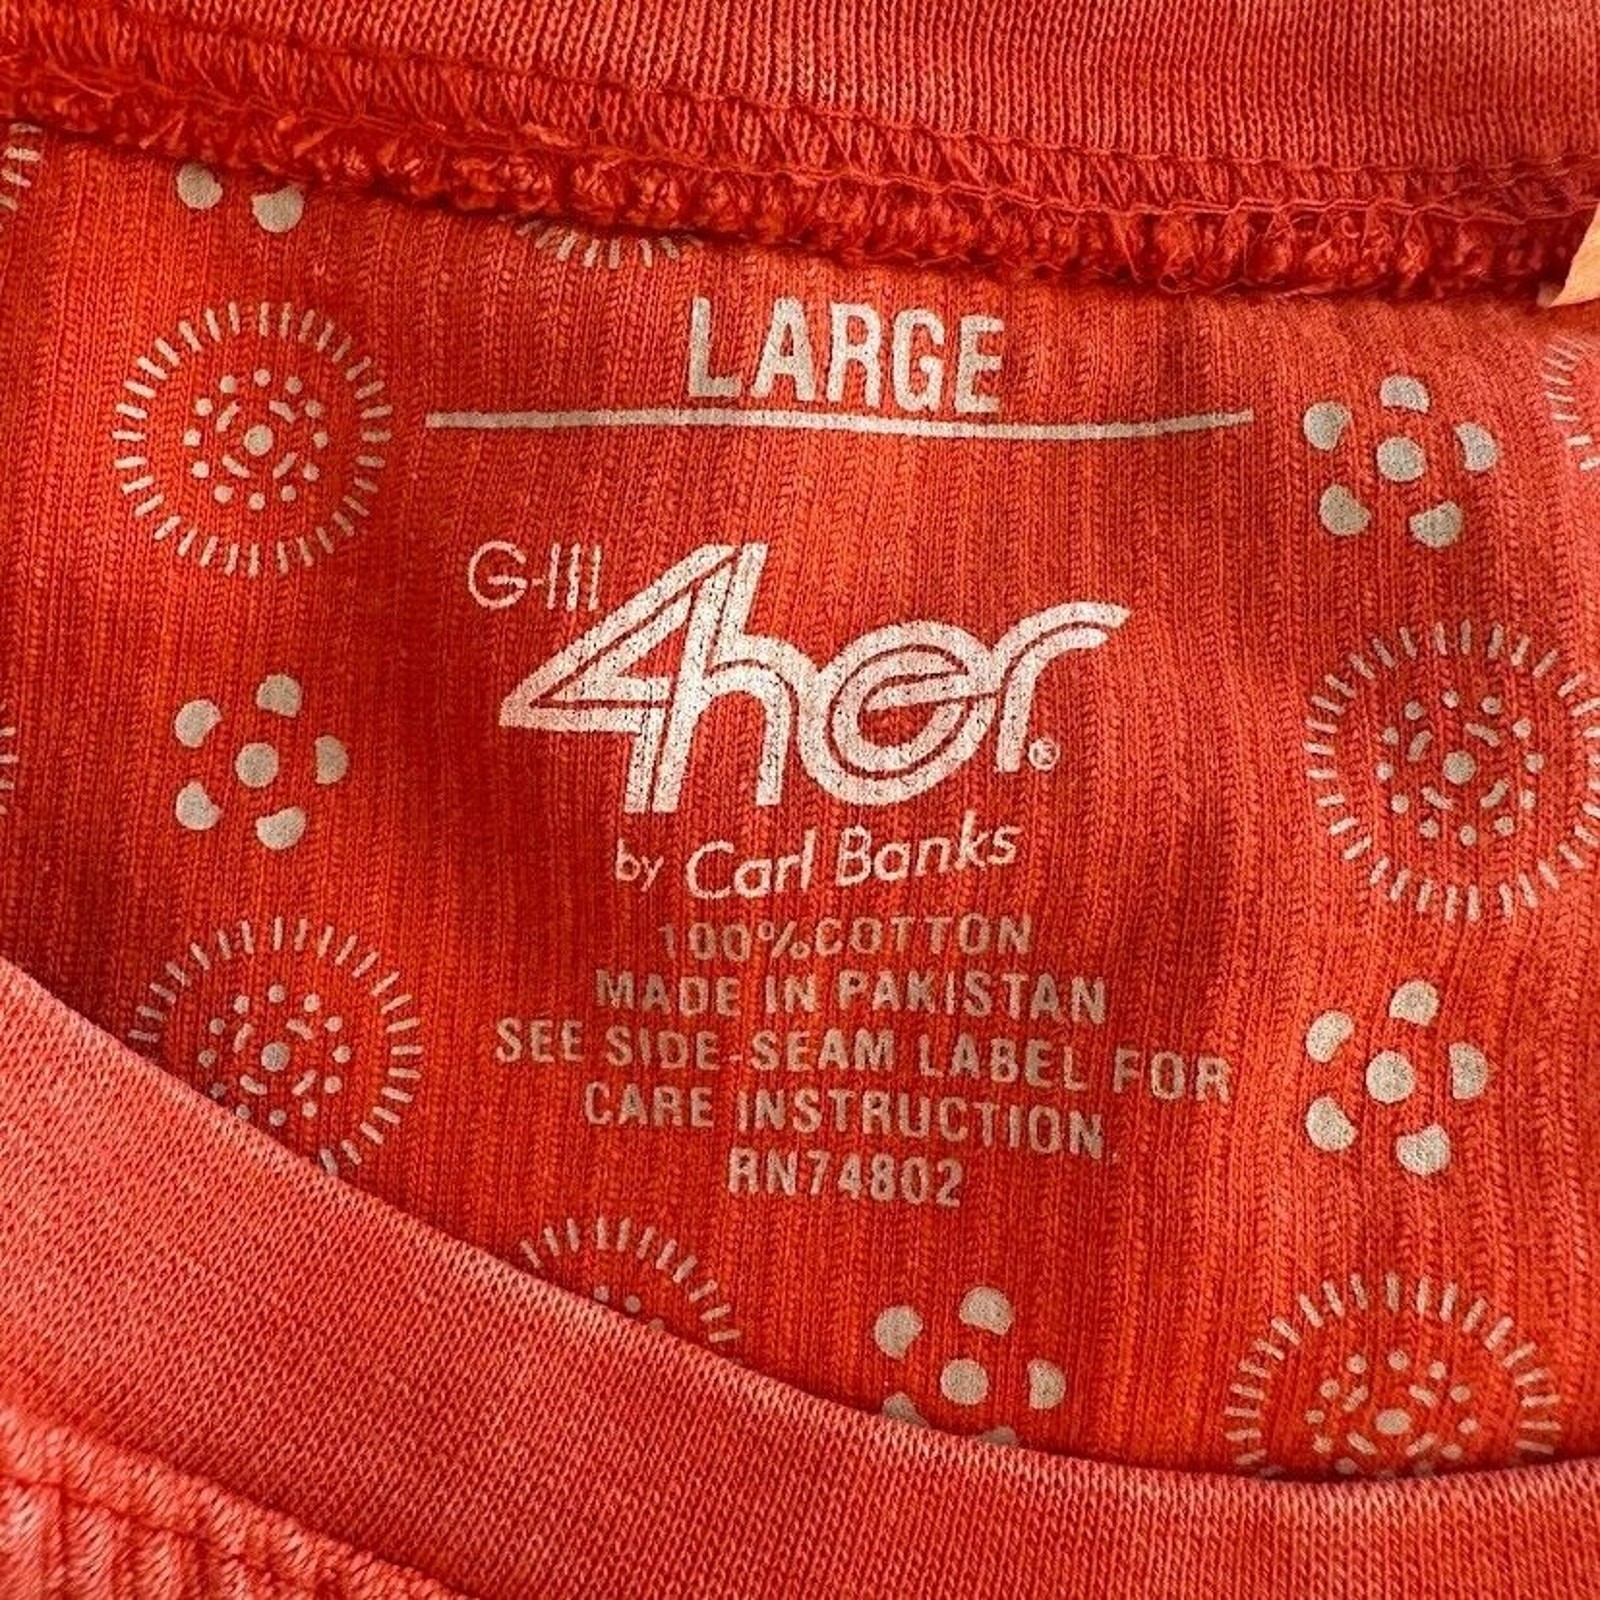 LARGE
G-III
4her®
by Carl Banks
100%COTTON
MADE IN PAKISTAN
SEE SIDE-SEAM LABEL FOR
CARE INSTRUCTION.
RN74802